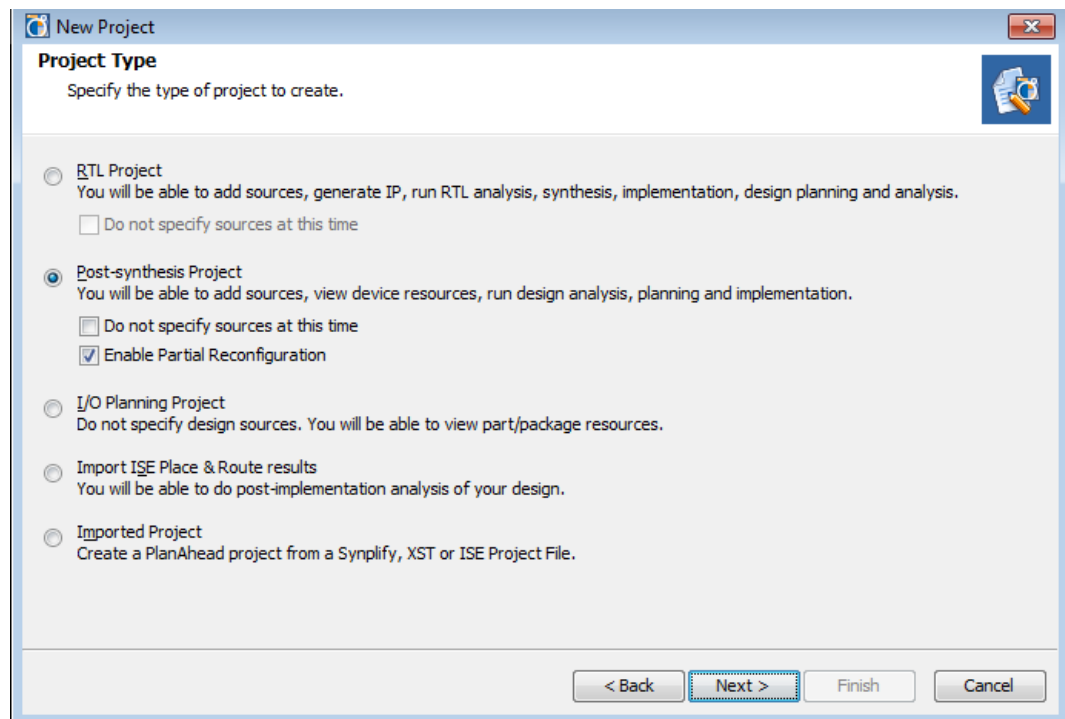 New Project
Project Type
Specify the type of project to create.
RTL Project
You will be able to add sources, generate IP, run RTL analysis, synthesis, implementation, design planning and analysis.
Do not specify sources at this time
Post-synthesis Project
You will be able to add sources, view device resources, run design analysis, planning and implementation.
Do not specify sources at this time
Enable Partial Reconfiguration
I/O Planning Project
Do not specify design sources. You will be able to view part/package resources.
Import ISE Place & Route results
You will be able to do post-implementation analysis of your design.
Imported Project
Create a PlanAhead project from a Synplify, XST or ISE Project File.
< Back Next > Finish Cancel